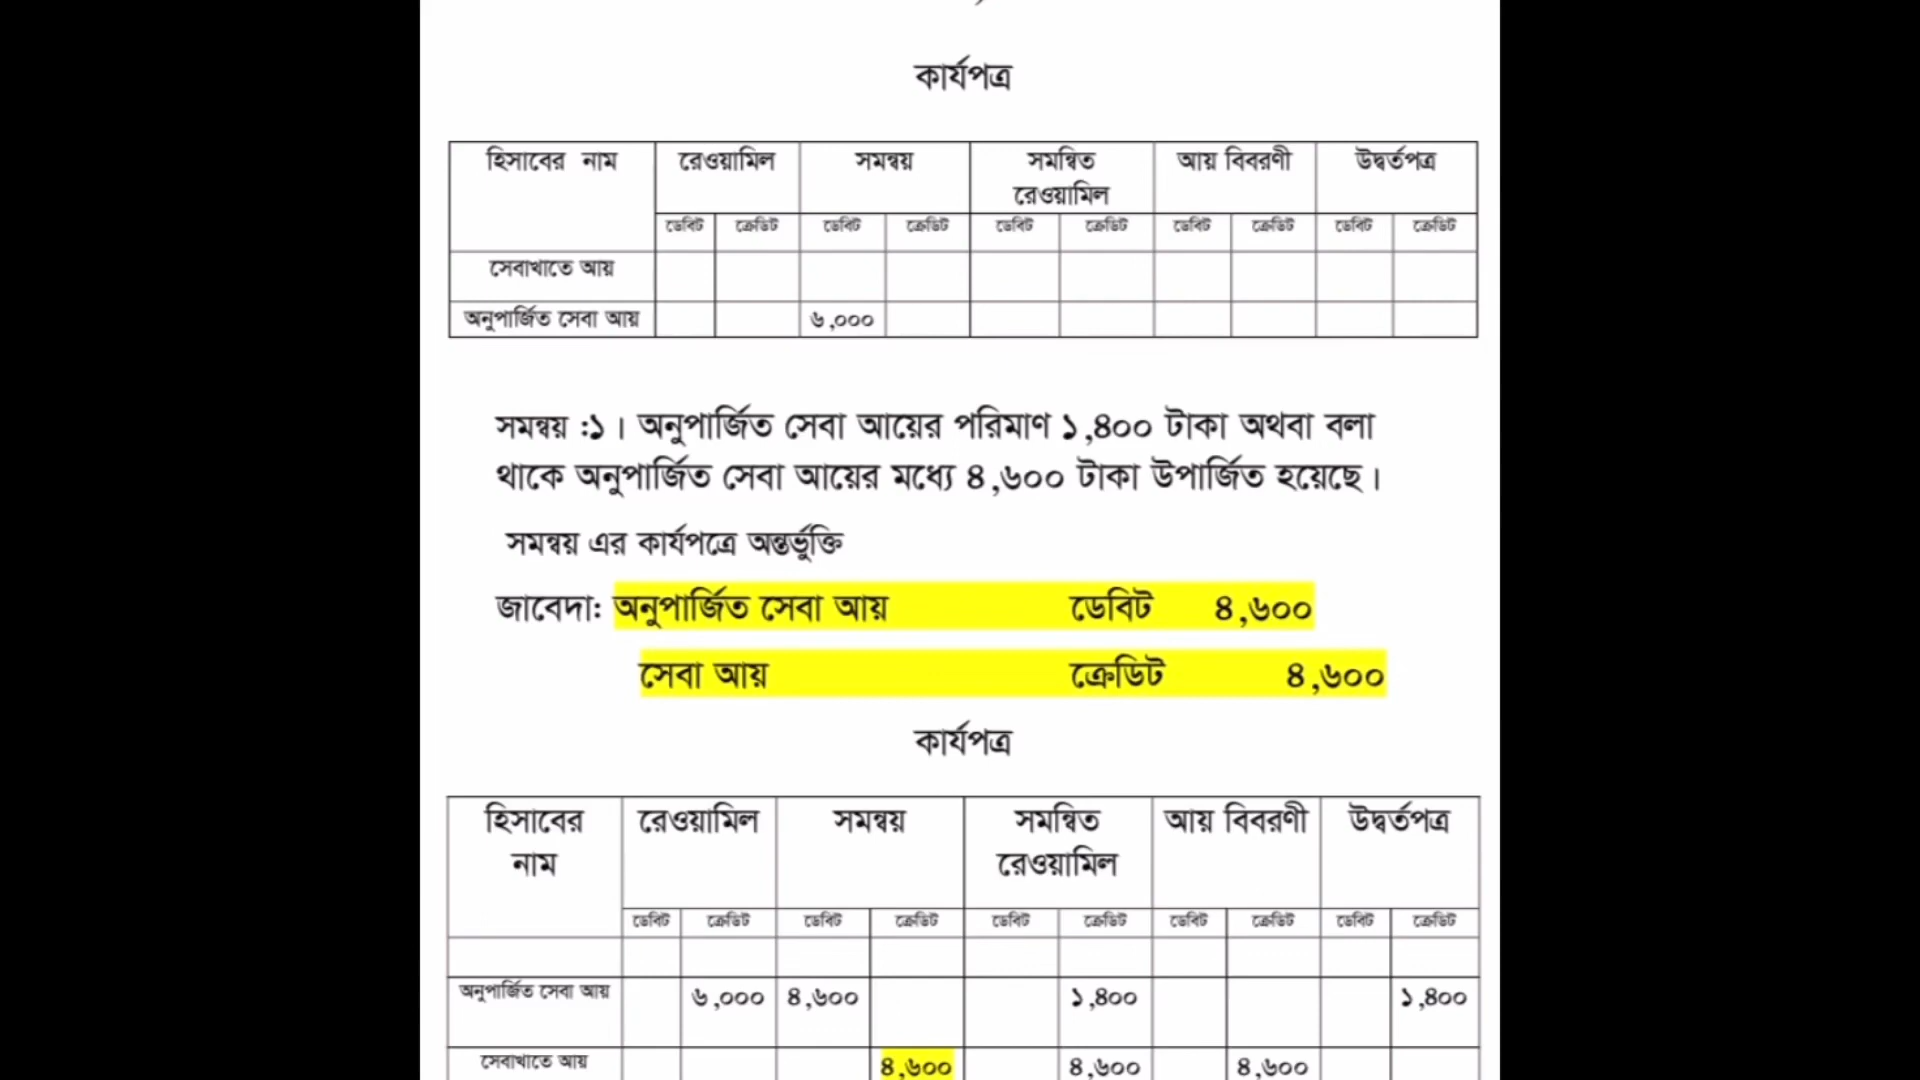 কার্যপত্র
হিসাবের নাম রেওয়ামিল সমন্বয় সমন্বিত রেওয়ামিল আয় বিবরণী উদ্বর্তপত্র
ডেবিট ক্রেডিট ডেবিট ক্রেডিট ডেবিট ক্রেডিট ডেবিট ক্রেডিট ডেবিট ক্রেডিট
সেবাখাতে আয়
অনুপার্জিত সেবা আয় ৬,০০০
সমন্বয় :১। অনুপার্জিত সেবা আয়ের পরিমাণ ১,৪০০ টাকা অথবা বলা
থাকে অনুপার্জিত সেবা আয়ের মধ্যে ৪,৬০০ টাকা উপার্জিত হয়েছে।
সমন্বয় এর কার্যপত্রে অন্তর্ভুক্তি
জাবেদা: অনুপার্জিত সেবা আয় ডেবিট ৪,৬০০
সেবা আয় ক্রেডিট ৪,৬০০
কার্যপত্র
হিসাবের নাম রেওয়ামিল সমন্বয় সমন্বিত রেওয়ামিল আয় বিবরণী উদ্বর্তপত্র
ডেবিট ক্রেডিট ডেবিট ক্রেডিট ডেবিট ক্রেডিট ডেবিট ক্রেডিট ডেবিট ক্রেডিট
অনুপার্জিত সেবা আয় ৬,০০০ ৪,৬০০ ১,৪০০ ১,৪০০
সেবাখাতে আয় ৪,৬০০ ৪,৬০০ ৪,৬০০